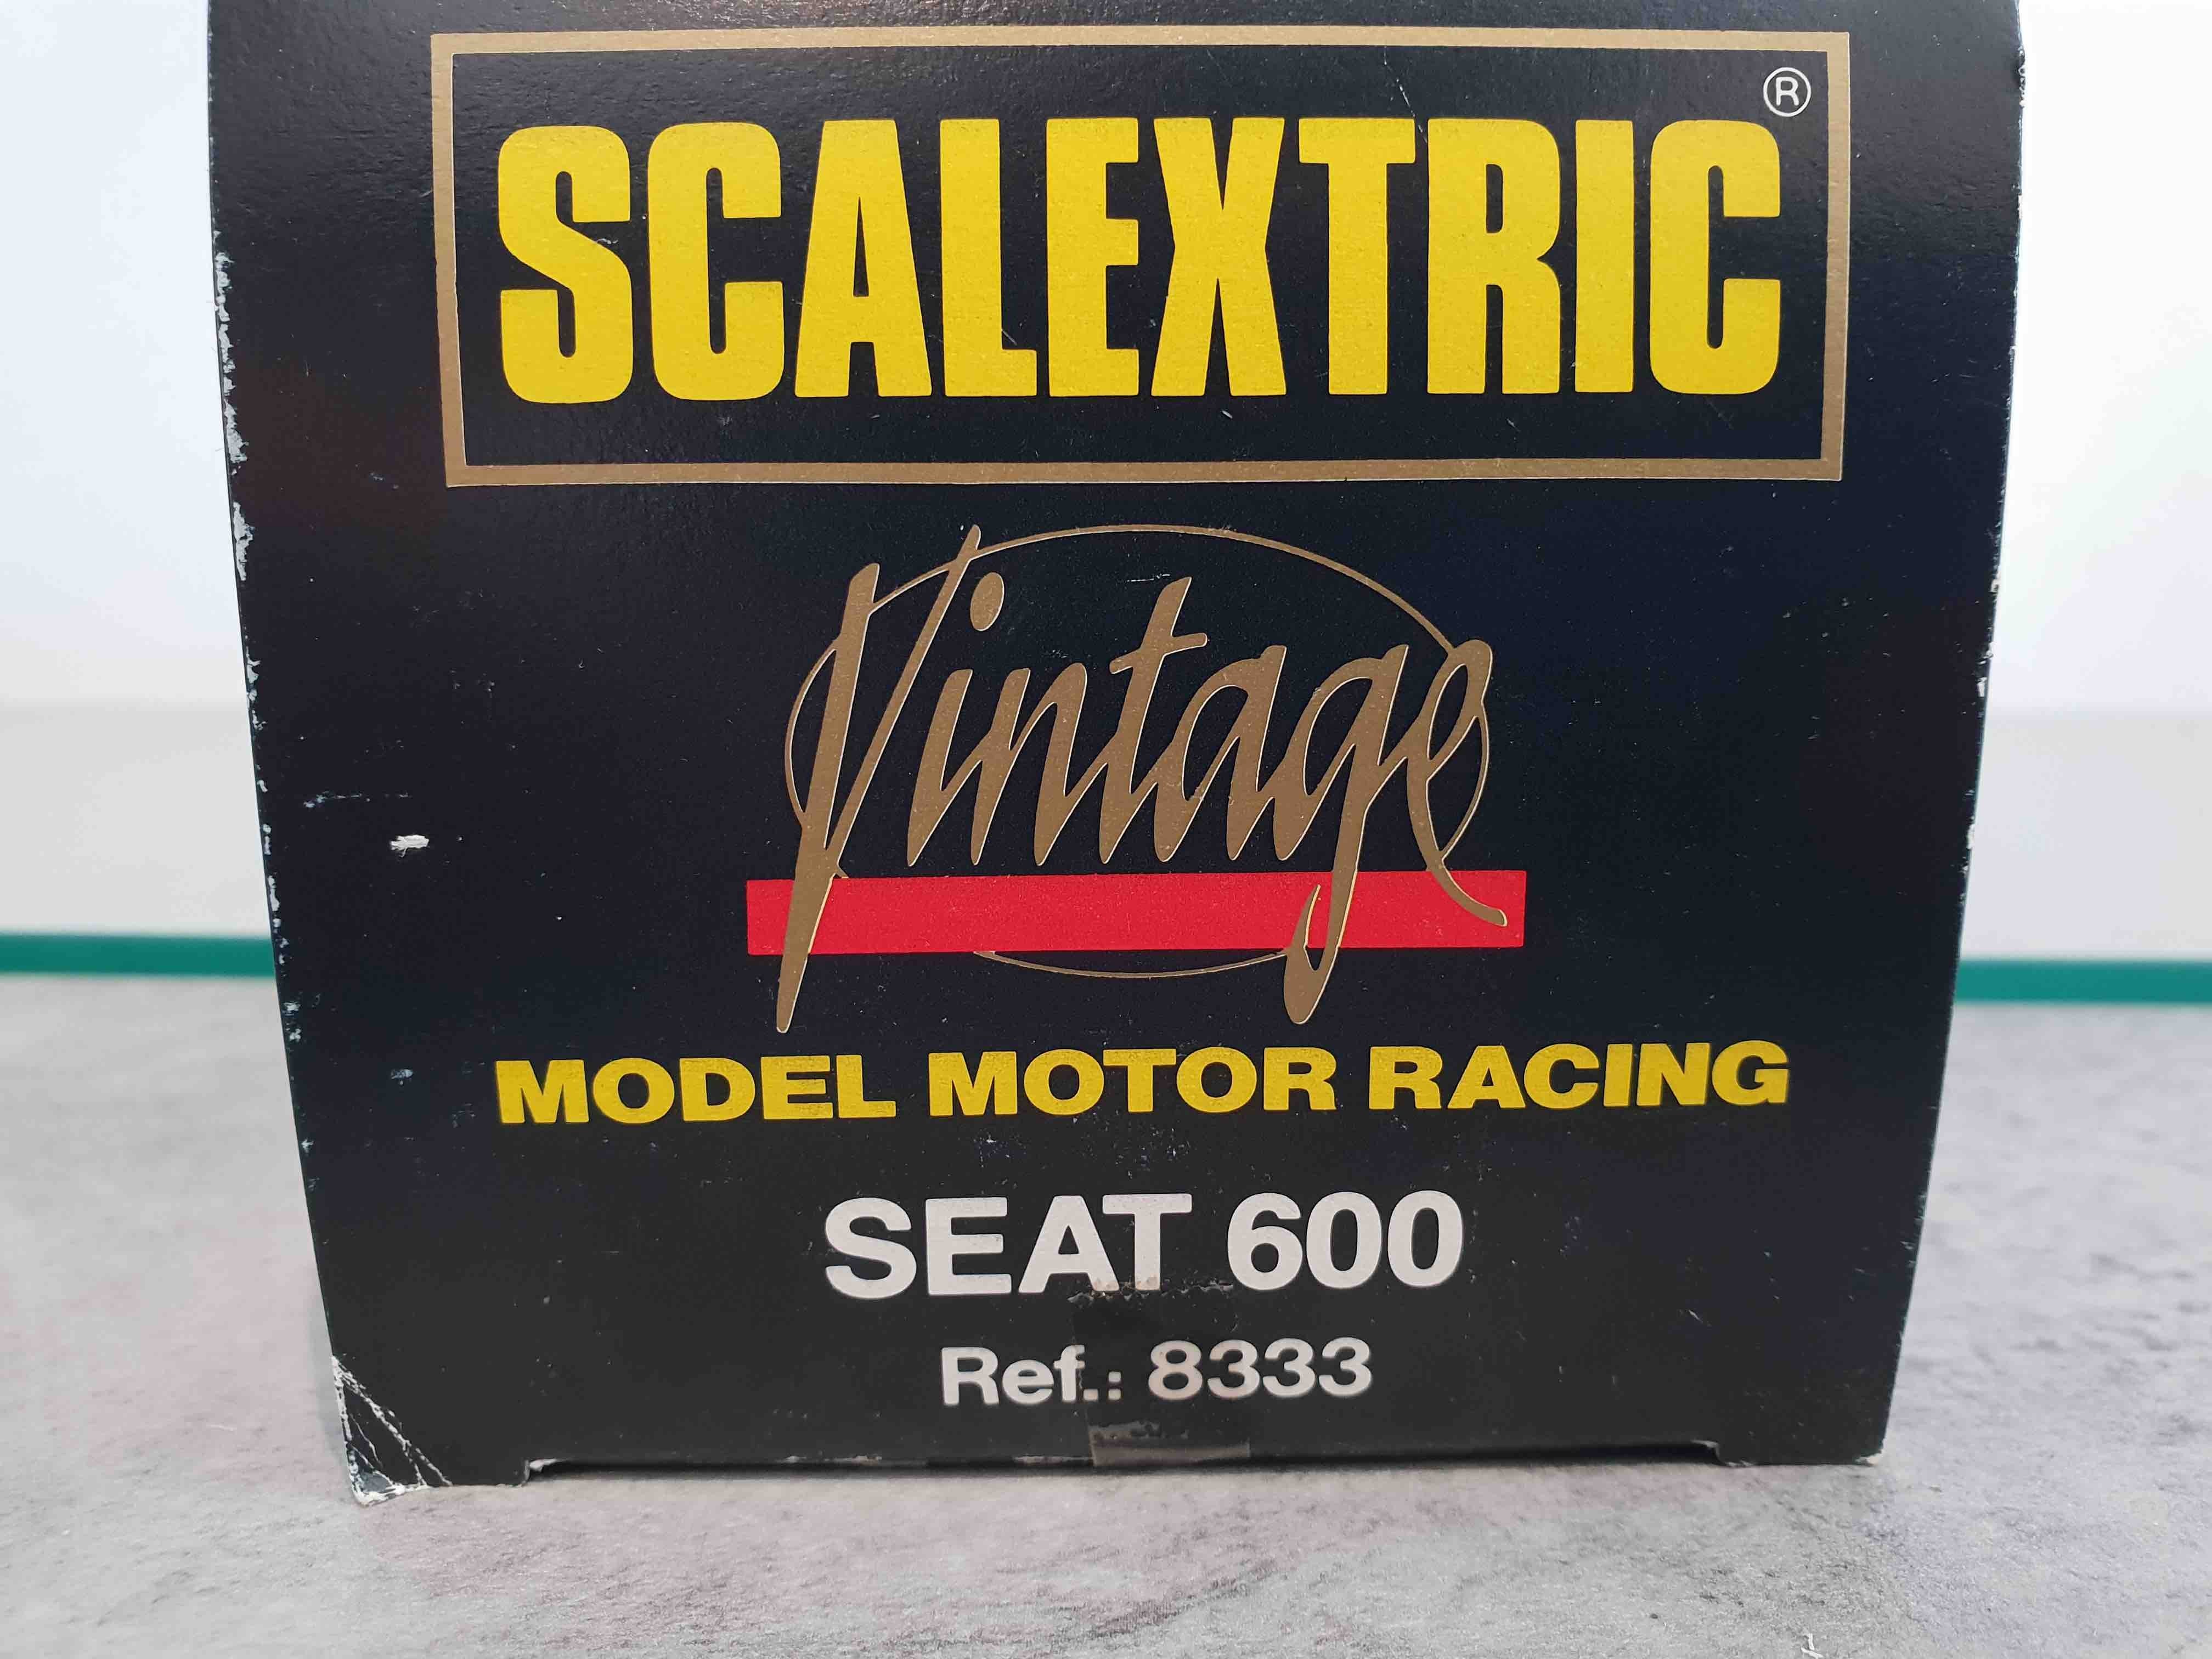 SCALEXTRIC®
Vintage
MODEL MOTOR RACING
SEAT 600
Ref.: 8333